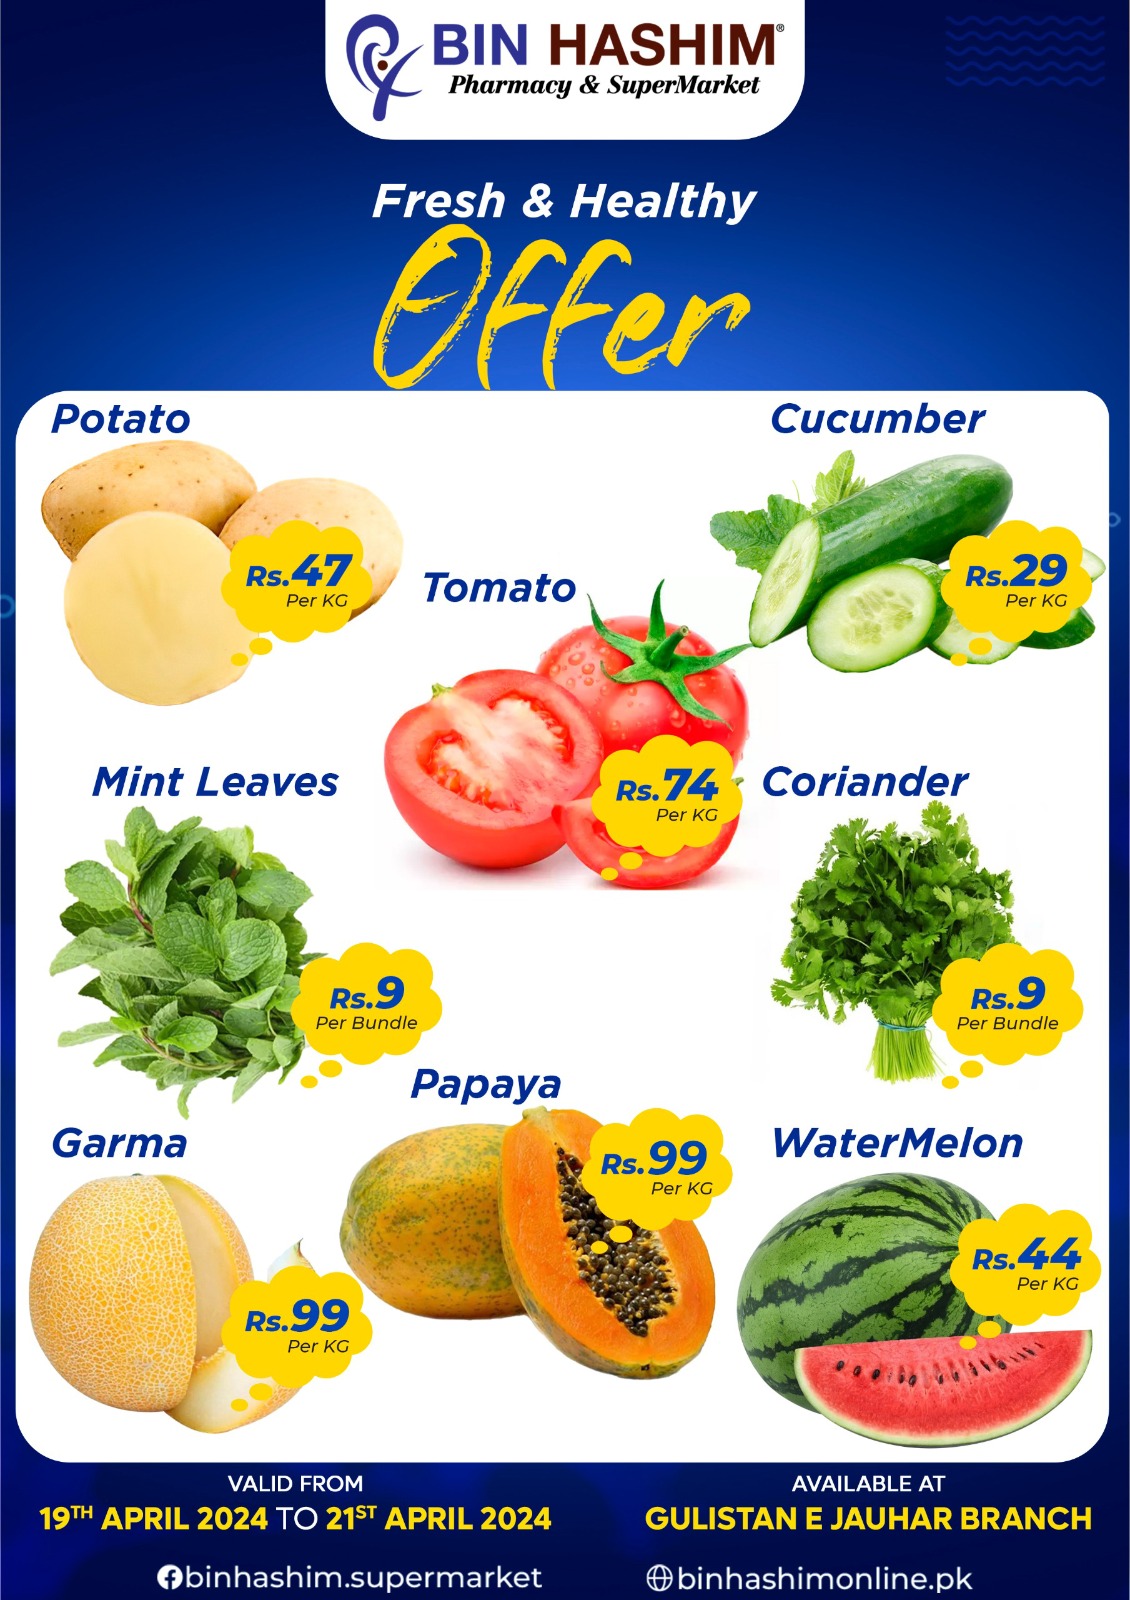 BIN HASHIM®
Pharmacy & SuperMarket
Fresh & Healthy
Offer
Potato
Rs.47
Per KG
Cucumber
Rs.29
Per KG
Tomato
Rs.74
Per KG
Mint Leaves
Rs.9
Per Bundle
Coriander
Rs.9
Per Bundle
Papaya
Rs.99
Per KG
Garma
Rs.99
Per KG
WaterMelon
Rs.44
Per KG
VALID FROM
19TH APRIL 2024 TO 21ST APRIL 2024
AVAILABLE AT
GULISTAN E JAUHAR BRANCH
binhashim.supermarket
binhashimonline.pk